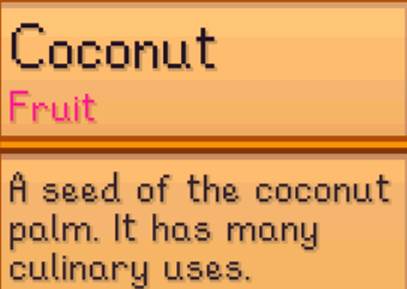 Coconut
Fruit
A seed of the coconut
palm. It has many
culinary uses.